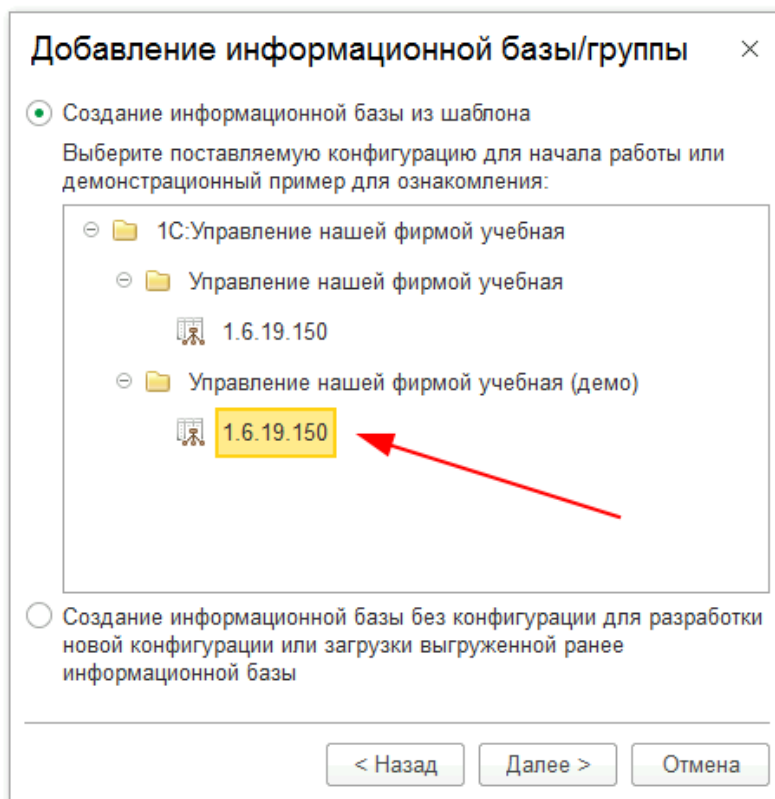 Добавление информационной базы/группы
Создание информационной базы из шаблона
Выберите поставляемую конфигурацию для начала работы или
демонстрационный пример для ознакомления:
1С:Управление нашей фирмой учебная
Управление нашей фирмой учебная
1.6.19.150
Управление нашей фирмой учебная (демо)
1.6.19.150
Создание информационной базы без конфигурации для разработки
новой конфигурации или загрузки выгруженной ранее
информационной базы
< Назад Далее > Отмена